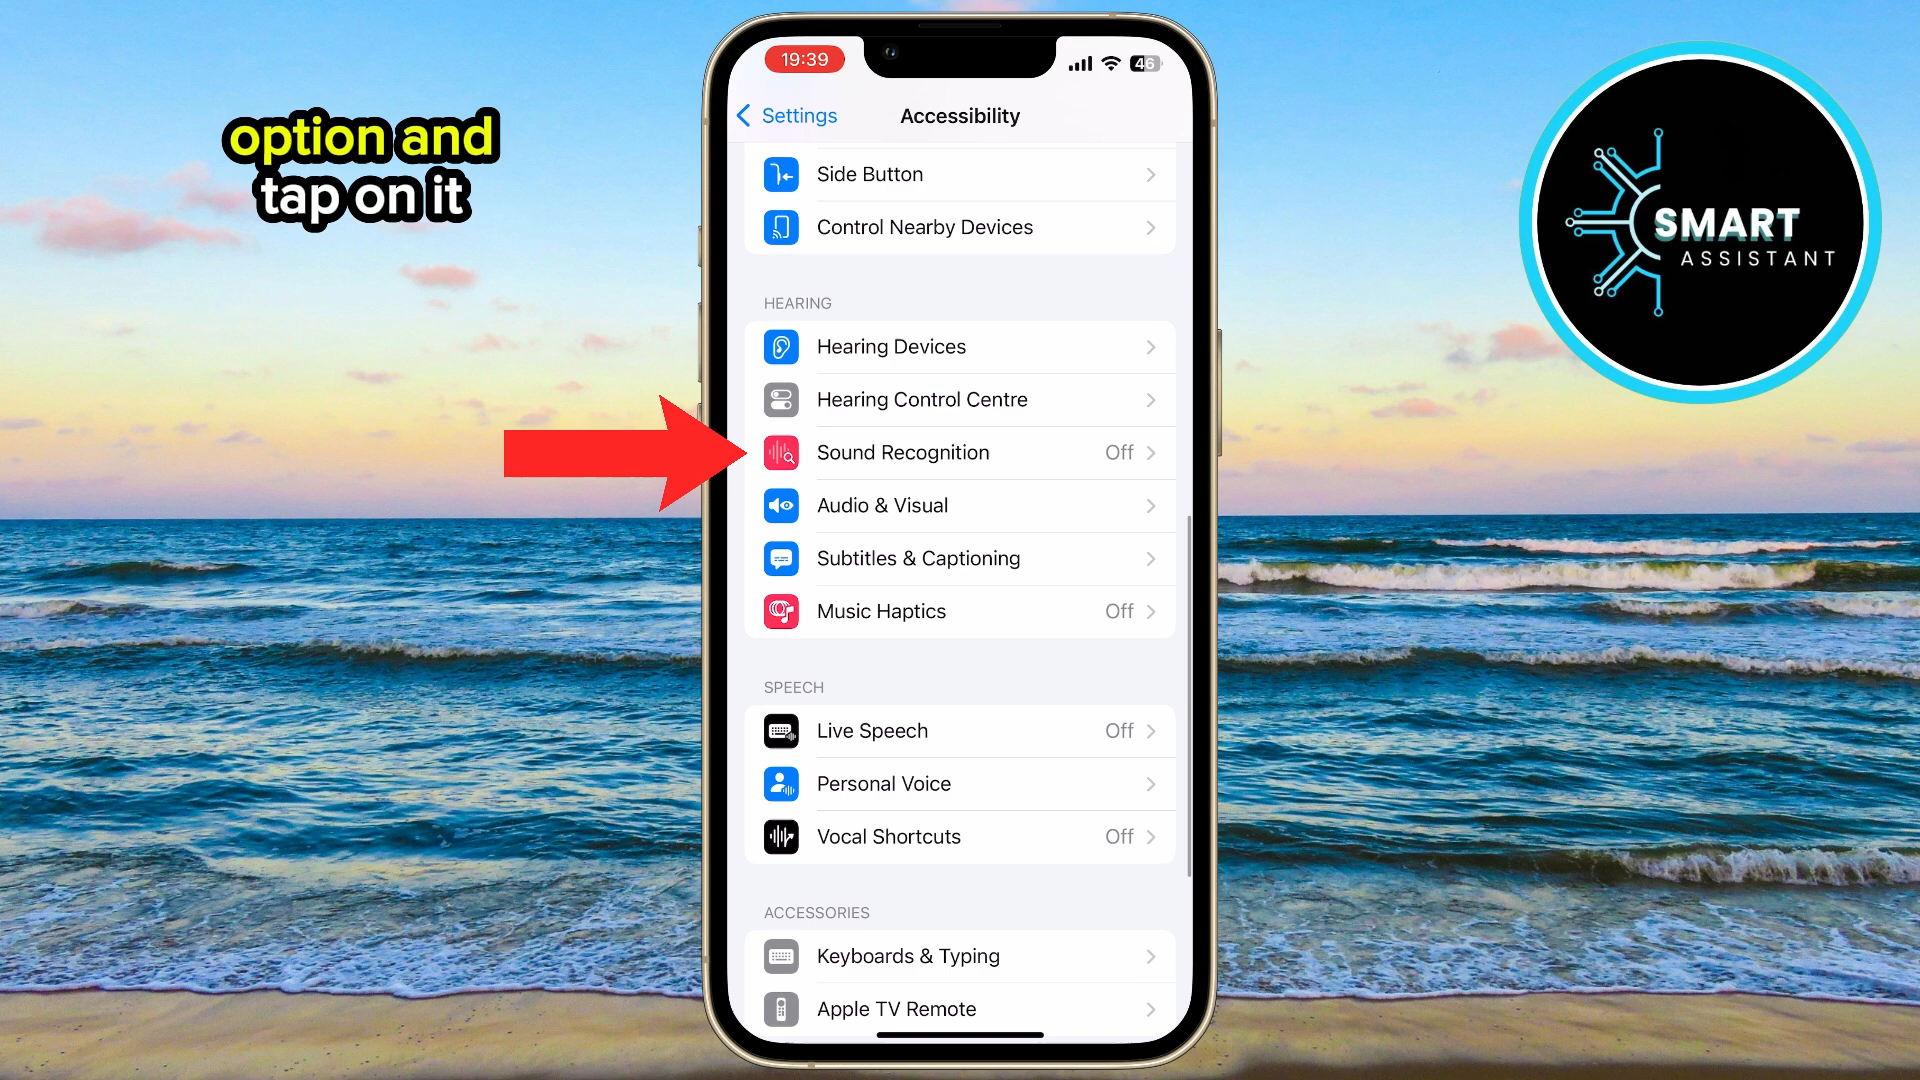 option and
tap on it
19:39
46
Settings
Accessibility
Side Button
Control Nearby Devices
HEARING
Hearing Devices
Hearing Control Centre
Sound Recognition Off
Audio & Visual
Subtitles & Captioning
Music Haptics Off
SPEECH
Live Speech Off
Personal Voice
Vocal Shortcuts Off
ACCESSORIES
Keyboards & Typing
Apple TV Remote
SMART
ASSISTANT